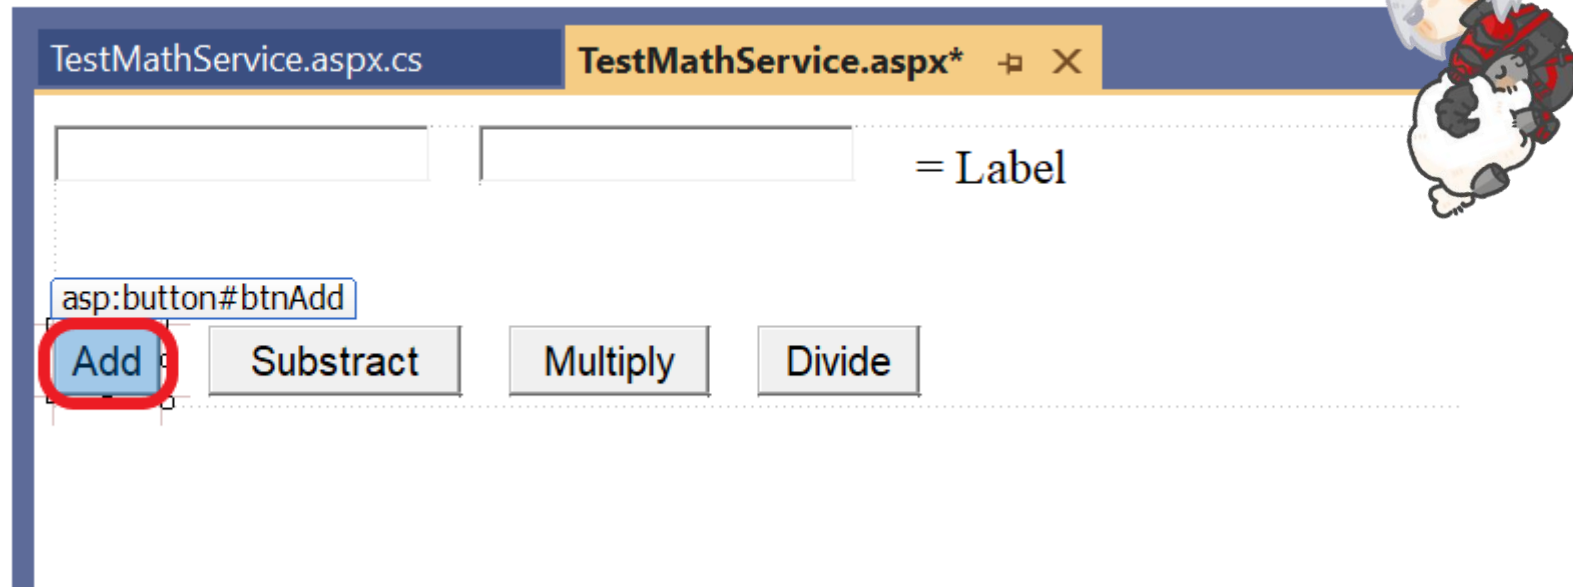 TestMathService.aspx.cs TestMathService.aspx*
= Label
asp:button#btnAdd
Add Substract Multiply Divide